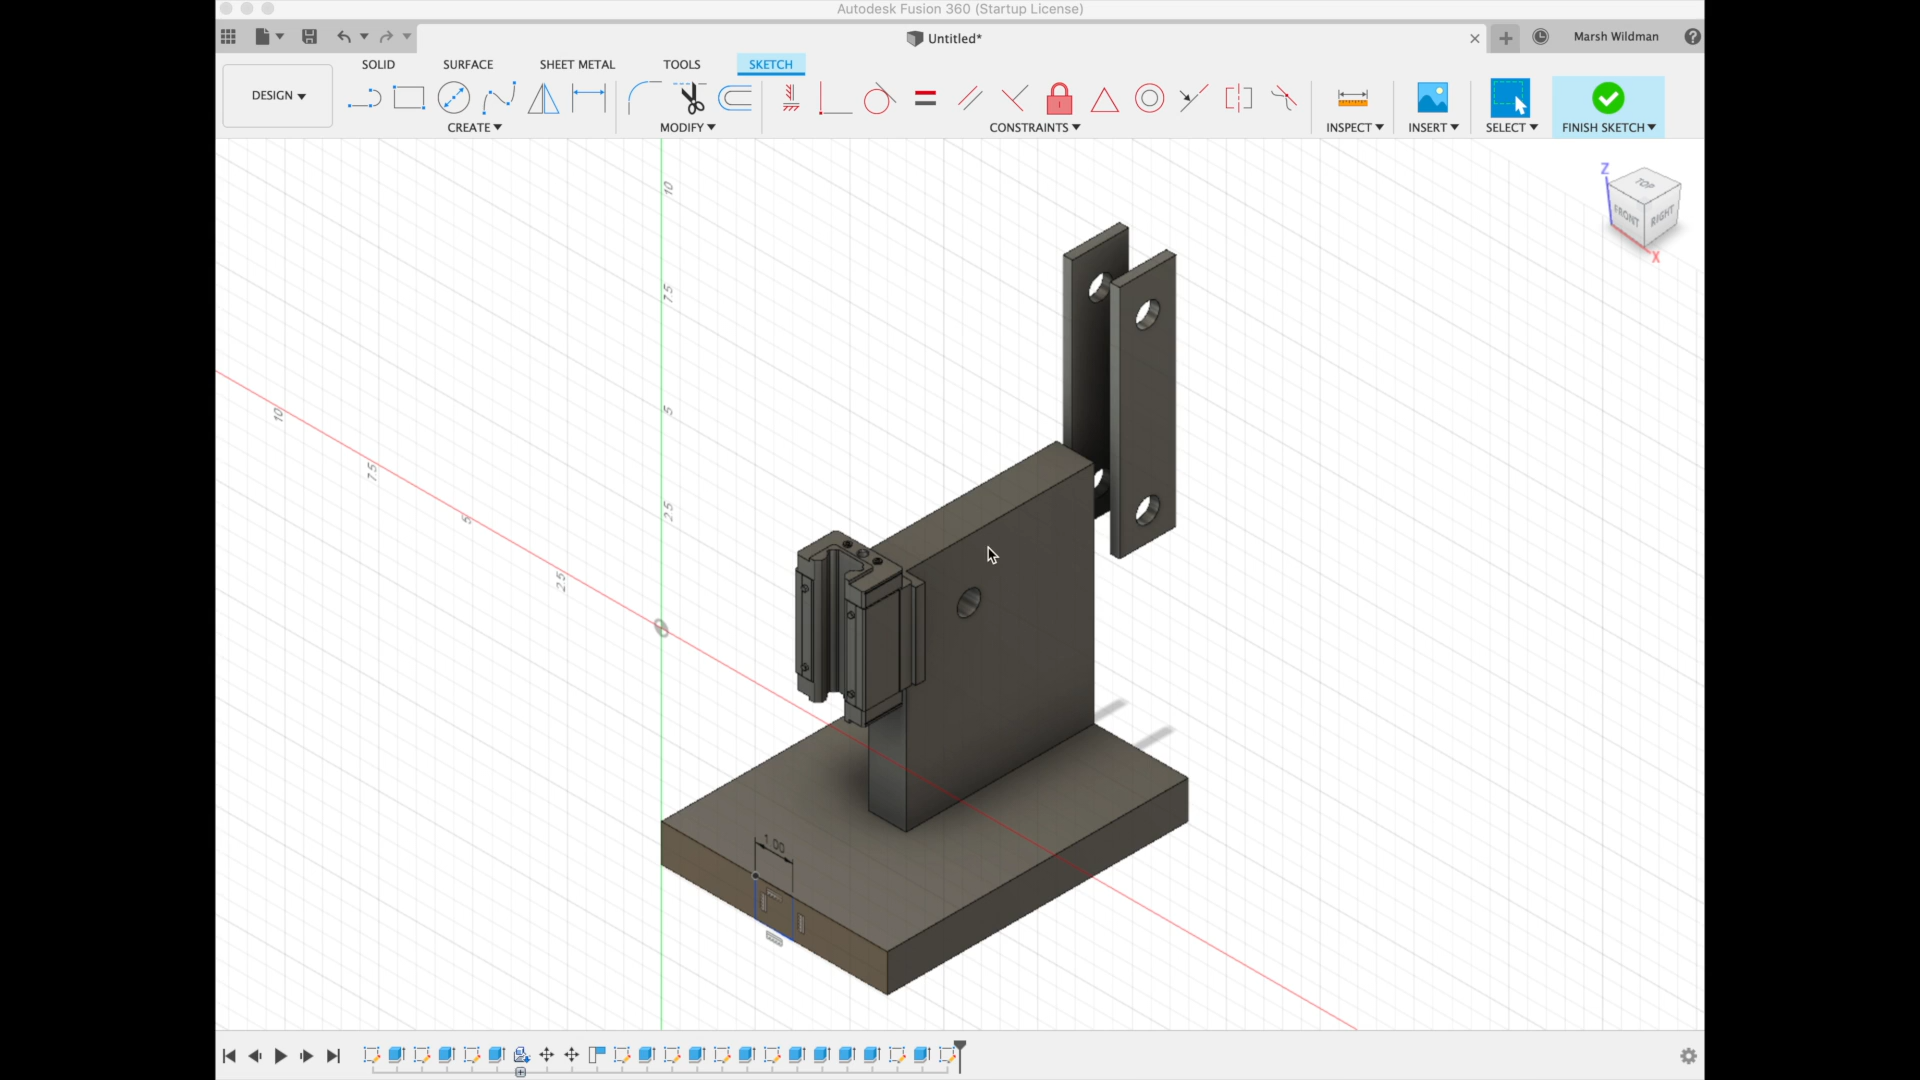 Autodesk Fusion 360 (Startup License)
Untitled*
Marsh Wildman
SOLID
SURFACE
SHEET METAL
TOOLS
SKETCH
DESIGN
CREATE
MODIFY
CONSTRAINTS
INSPECT
INSERT
SELECT
FINISH SKETCH
Z
TOP
FRONT
RIGHT
X
10
7.5
5
2.5
10
7.5
5
2.5
1.00